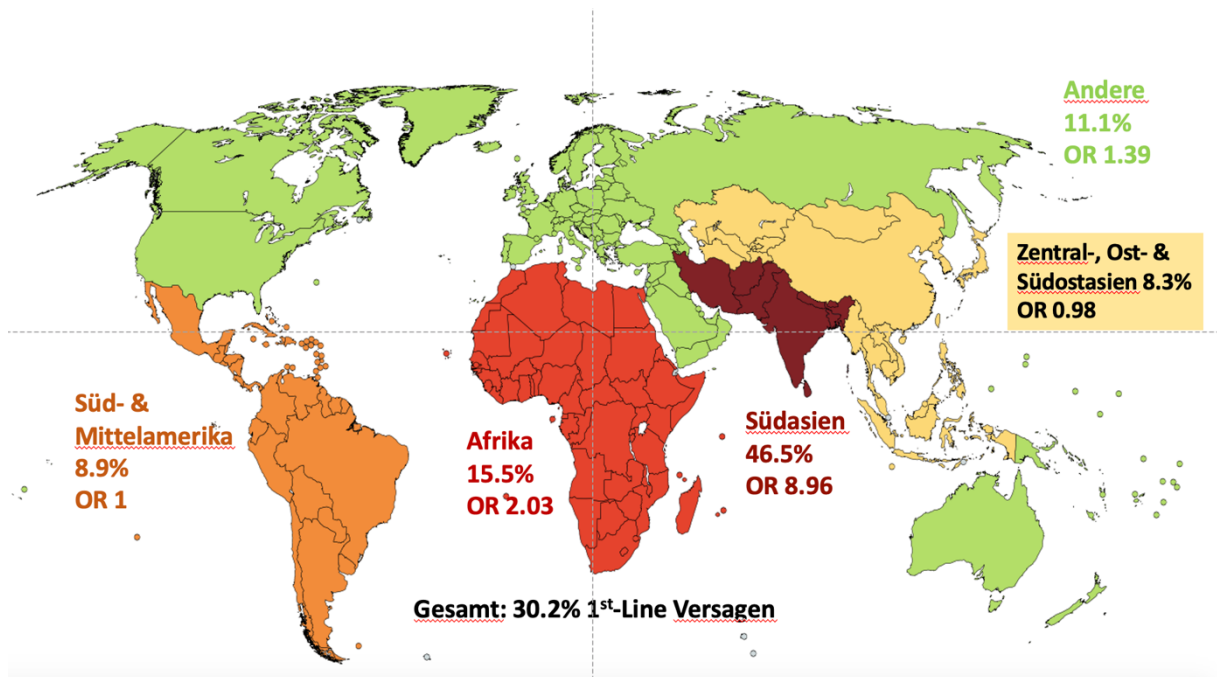 Andere
11.1%
OR 1.39
Zentral-, Ost- &
Südostasien 8.3%
OR 0.98
Süd- &
Mittelamerika
8.9%
OR 1
Afrika
15.5%
OR 2.03
Südasien
46.5%
OR 8.96
Gesamt: 30.2% 1st-Line Versagen